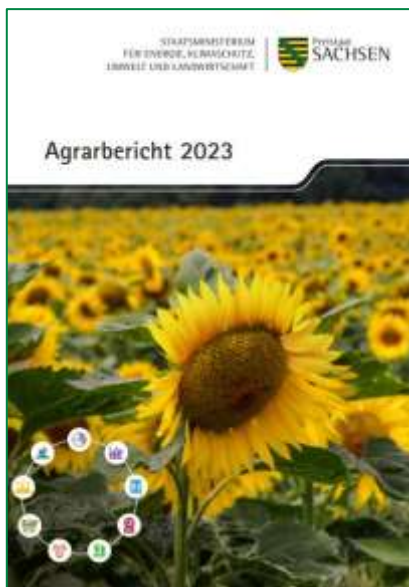 STAATSMINISTERIUM
FÜR ENERGIE, KLIMASCHUTZ,
UMWELT UND LANDWIRTSCHAFT
Freistaat
SACHSEN
Agrarbericht 2023